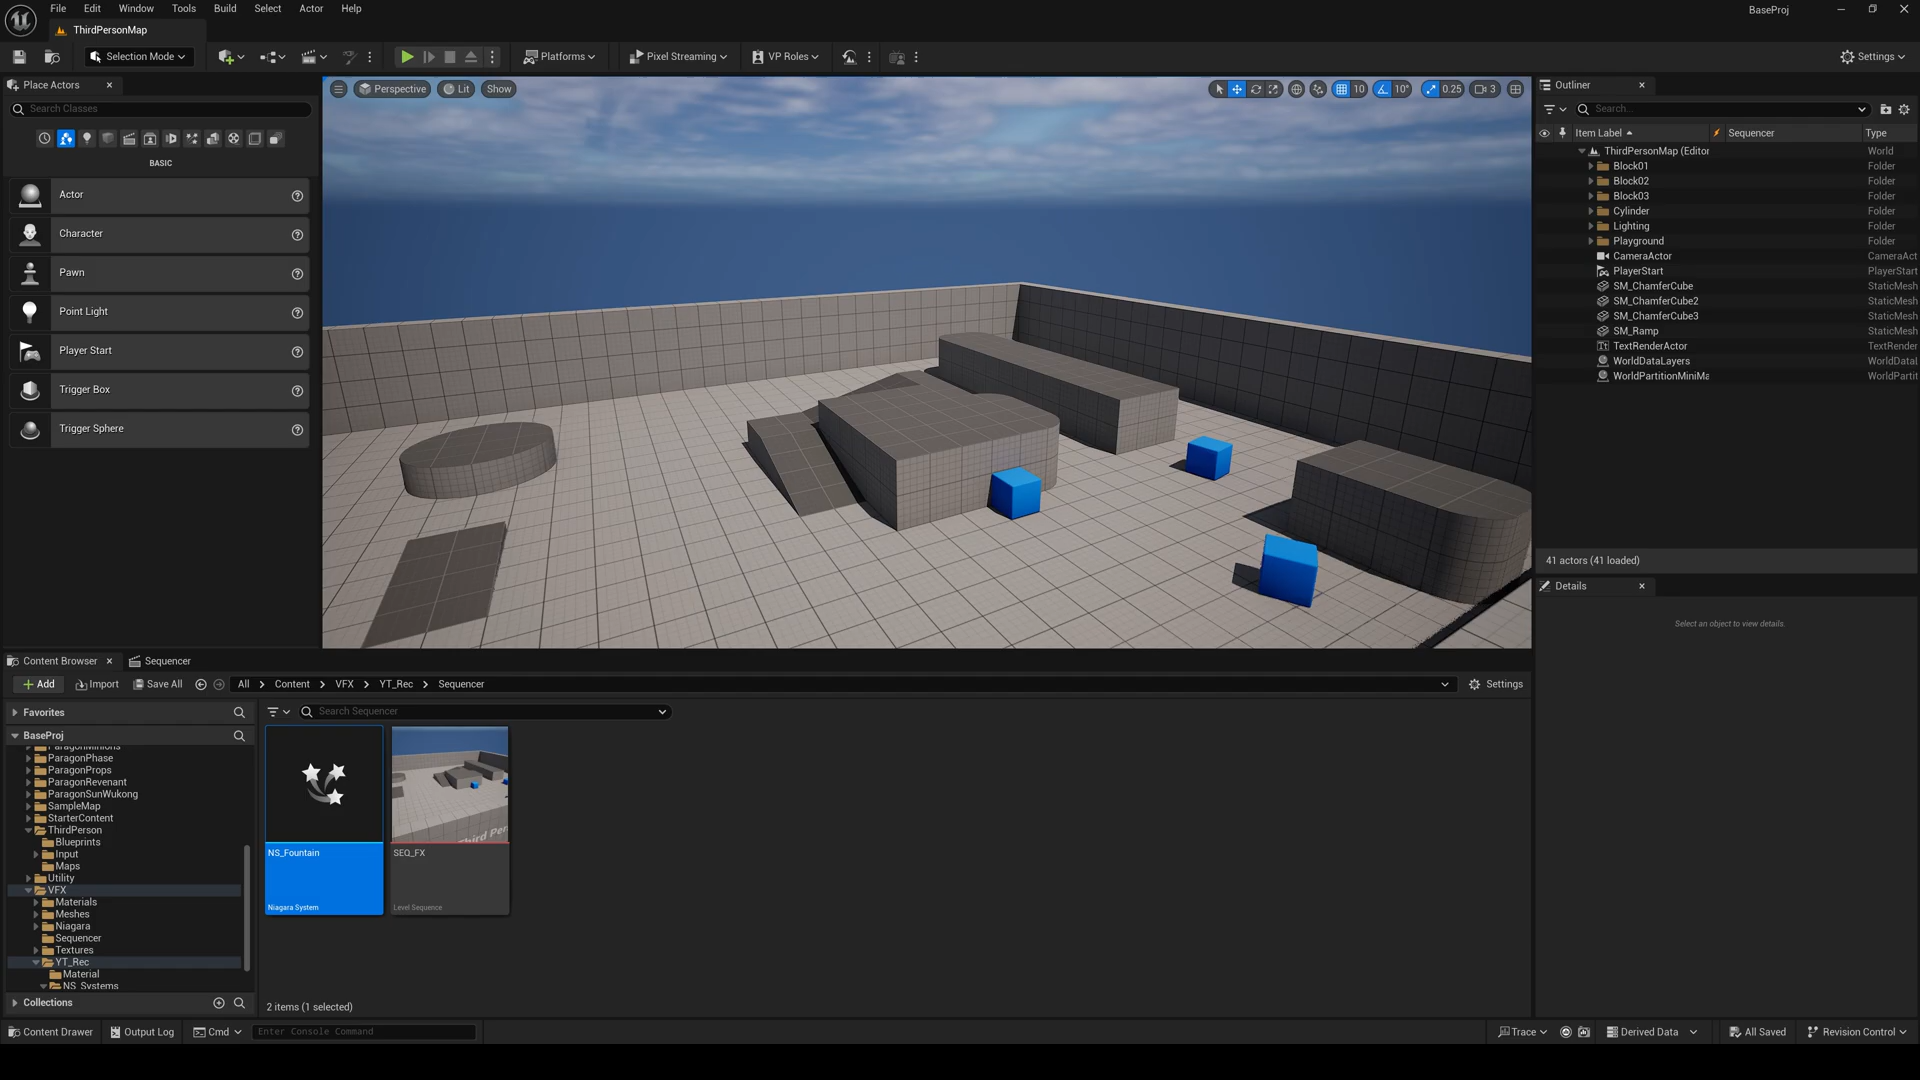 File Edit Window Tools Build Select Actor Help
BaseProj
ThirdPersonMap
Selection Mode
Platforms
Pixel Streaming
VP Roles
Settings
Place Actors
Search Classes
BASIC
Actor
Character
Pawn
Point Light
Player Start
Trigger Box
Trigger Sphere
Perspective Lit Show
10 10° 0.25 3
Outliner
Search...
Item Label Sequencer Type
ThirdPersonMap (Editor World
Block01 Folder
Block02 Folder
Block03 Folder
Cylinder Folder
Lighting Folder
Playground Folder
CameraActor CameraAct
PlayerStart PlayerStart
SM_ChamferCube StaticMesh
SM_ChamferCube2 StaticMesh
SM_ChamferCube3 StaticMesh
SM_Ramp StaticMesh
TextRenderActor TextRender
WorldDataLayers WorldDataL
WorldPartitionMiniMa WorldPartit
41 actors (41 loaded)
Details
Select an object to view details.
Content Browser Sequencer
Add Import Save All All Content VFX YT_Rec Sequencer Settings
Favorites
Search Sequencer
BaseProj
ParagonMinions
ParagonPhase
ParagonProps
ParagonRevenant
ParagonSunWukong
SampleMap
StarterContent
ThirdPerson
Blueprints
Input
Maps
Utility
VFX
Materials
Meshes
Niagara
Sequencer
Textures
YT_Rec
Material
NS_Systems
Collections
Third Per
NS_Fountain
Niagara System
SEQ_FX
Level Sequence
2 items (1 selected)
Content Drawer Output Log Cmd Enter Console Command Trace Derived Data All Saved Revision Control